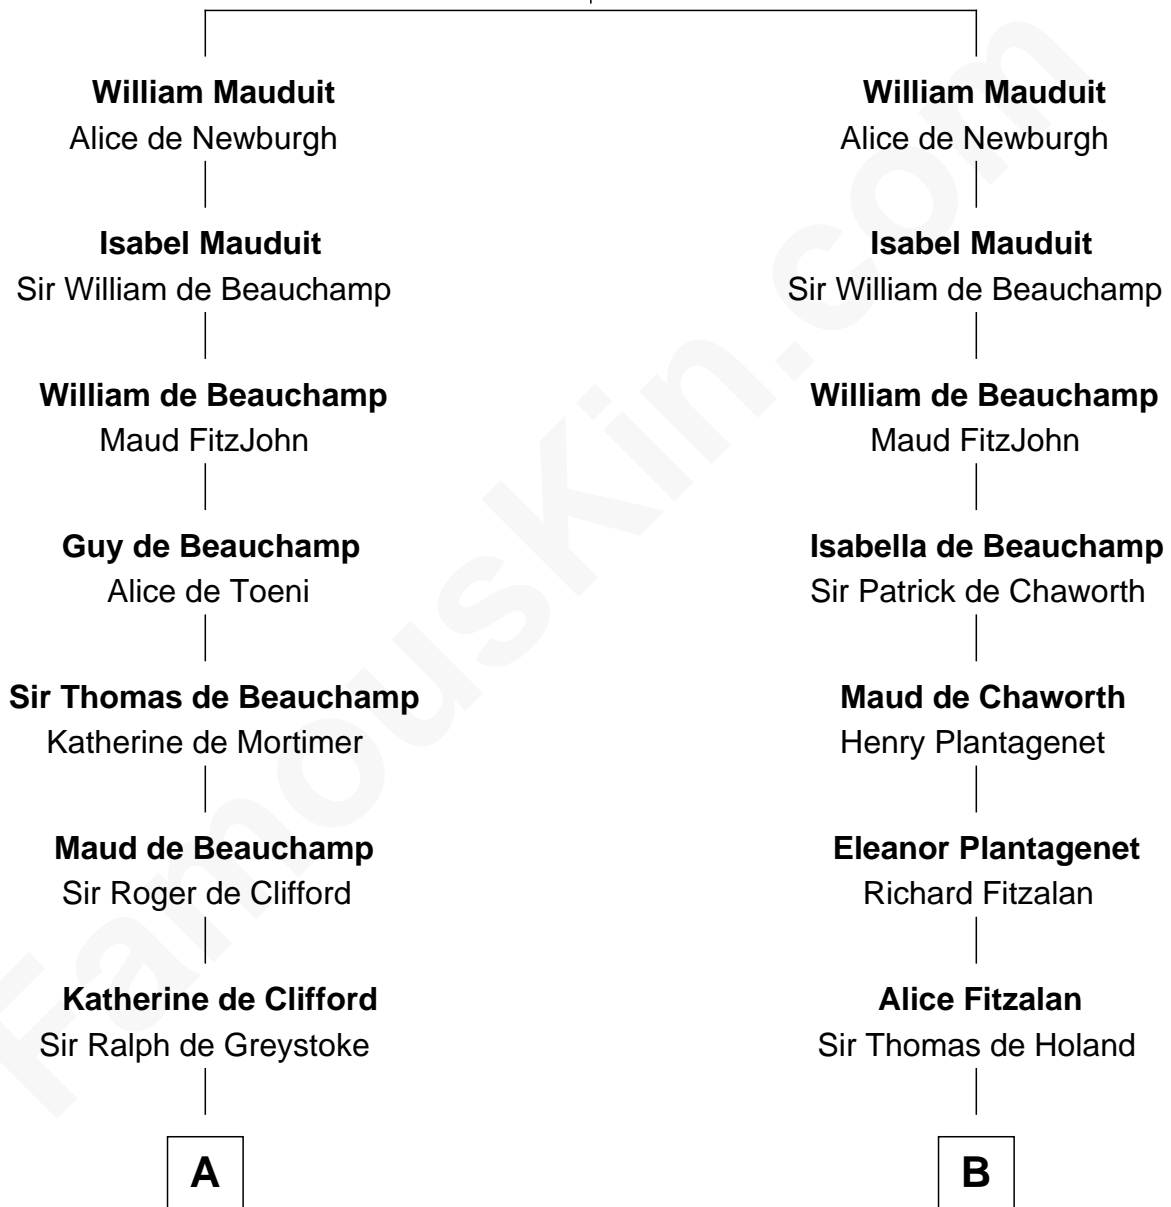 William Mauduit
Alice de Newburgh
Isabel Mauduit
Sir William de Beauchamp
William de Beauchamp
Maud FitzJohn
Guy de Beauchamp
Alice de Toeni
Sir Thomas de Beauchamp
Katherine de Mortimer
Maud de Beauchamp
Sir Roger de Clifford
Katherine de Clifford
Sir Ralph de Greystoke
A
William Mauduit
Alice de Newburgh
Isabel Mauduit
Sir William de Beauchamp
William de Beauchamp
Maud FitzJohn
Isabella de Beauchamp
Sir Patrick de Chaworth
Maud de Chaworth
Henry Plantagenet
Eleanor Plantagenet
Richard Fitzalan
Alice Fitzalan
Sir Thomas de Holand
B
FamousKin.com